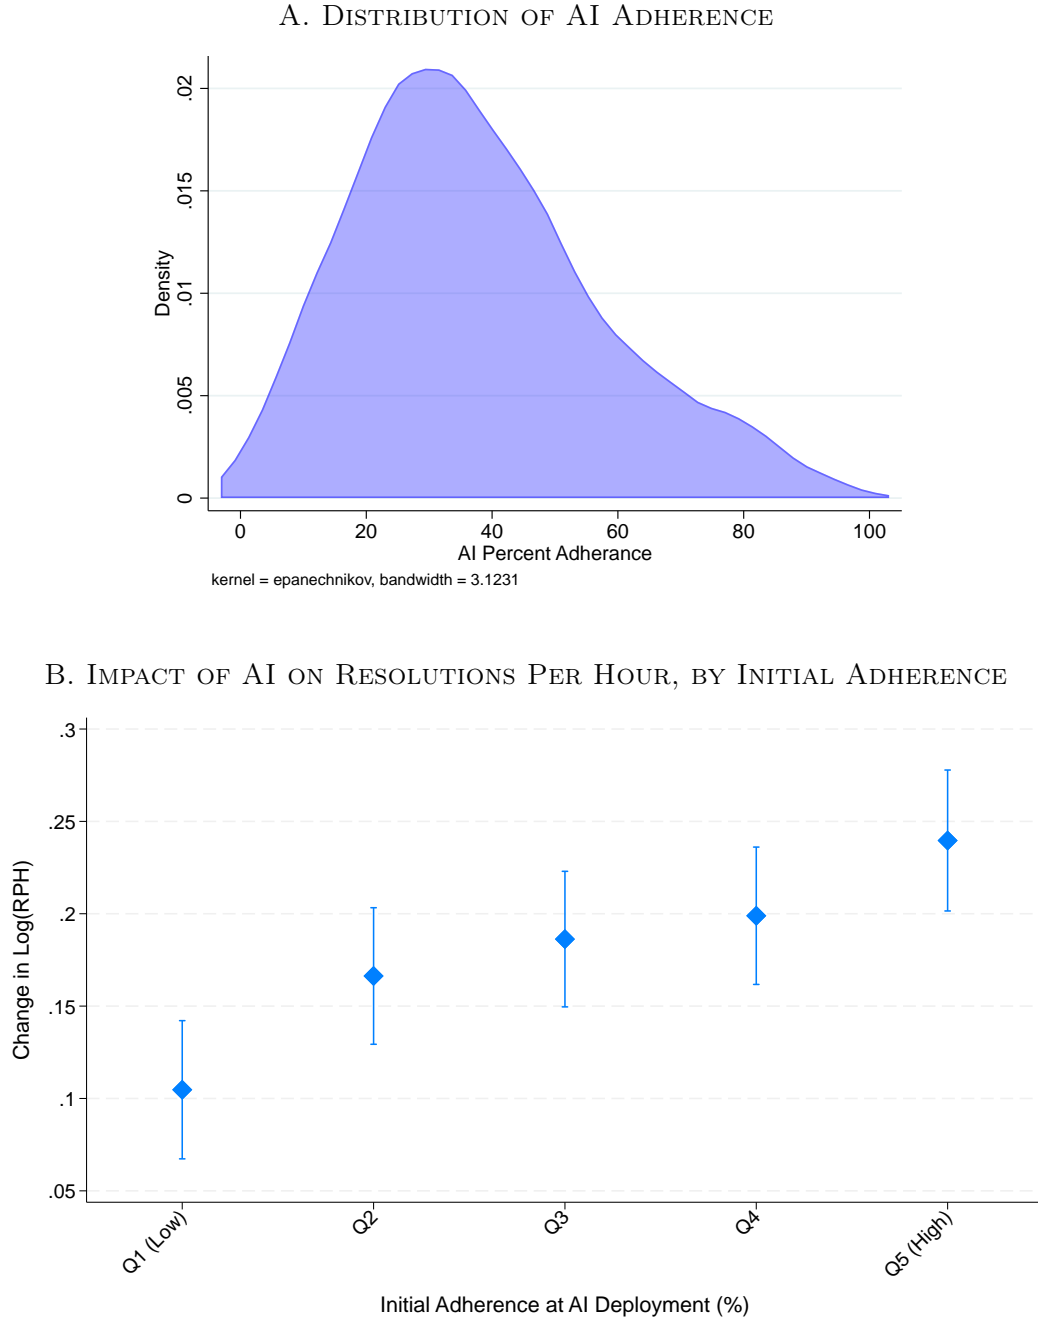 A. Distribution of AI Adherence
.02
.015
.01
.005
0
Density
0 20 40 60 80 100
AI Percent Adherance
kernel = epanechnikov, bandwidth = 3.1231
B. Impact of AI on Resolutions Per Hour, by Initial Adherence
.3
.25
.2
.15
.1
.05
Change in Log(RPH)
Q1 (Low) Q2 Q3 Q4 Q5 (High)
Initial Adherence at AI Deployment (%)